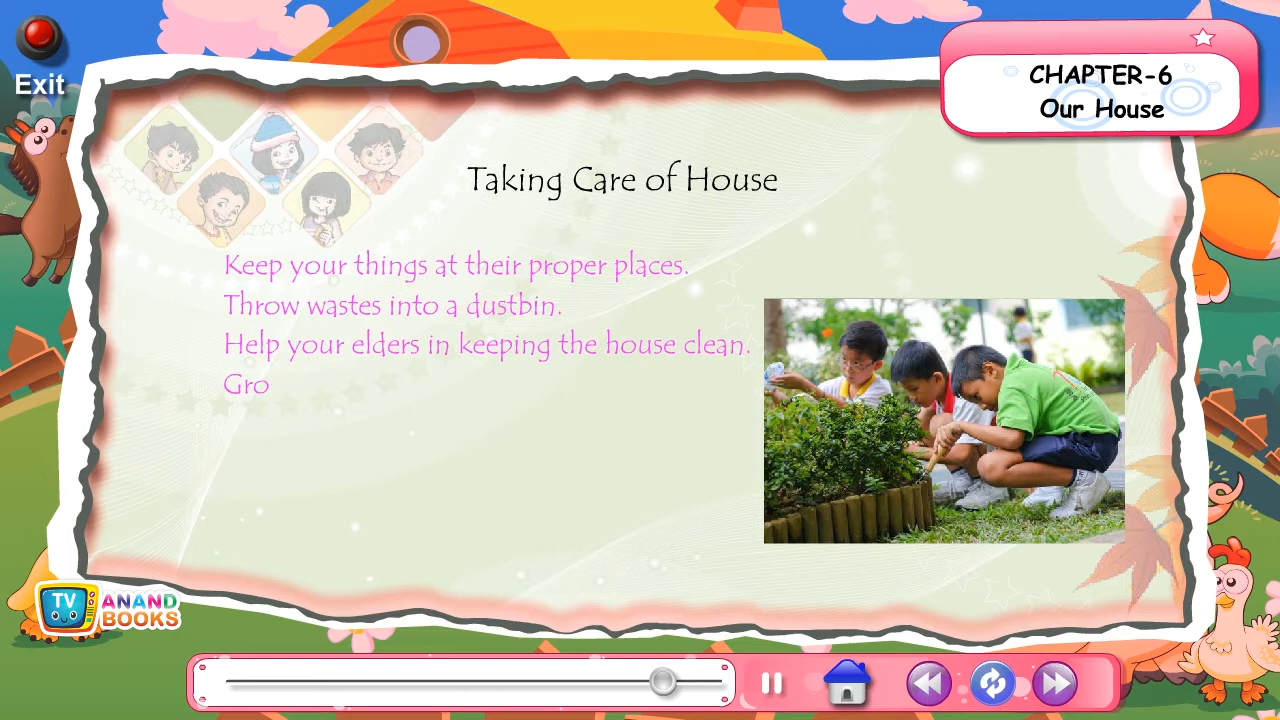 Exit
CHAPTER-6
Our House
Taking Care of House
Keep your things at their proper places.
Throw wastes into a dustbin.
Help your elders in keeping the house clean.
Gro
TV
ANAND
BOOKS